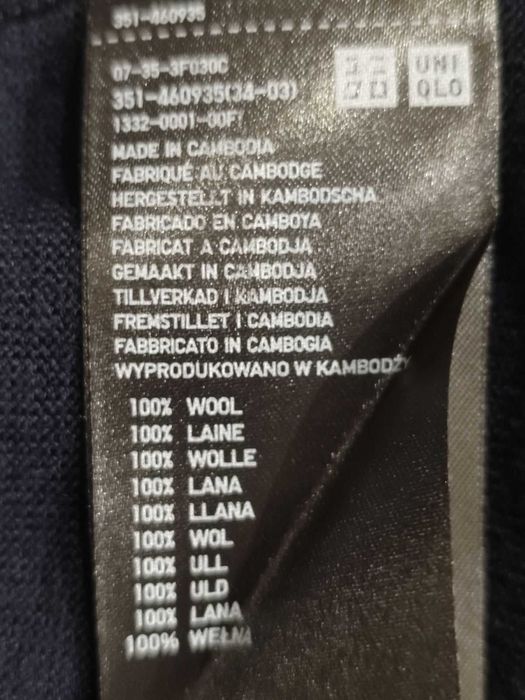 351-460935
07-35-3F030C
351-460935(34-03)
1332-0001-00F7
UNI
QLO
MADE IN CAMBODIA
FABRIQUÉ AU CAMBODGE
HERGESTELLT IN KAMBODSCHA
FABRICADO EN CAMBOYA
FABRICAT A CAMBODJA
GEMAAKT IN CAMBODJA
TILLVERKAD I KAMBODJA
FREMSTILLET I CAMBODIA
FABBRICATO IN CAMBOGIA
WYPRODUKOWANO W KAMBODŻY
100% WOOL
100% LAINE
100% WOLLE
100% LANA
100% LLANA
100% WOL
100% ULL
100% ULD
100% LANA
100% WEŁNA